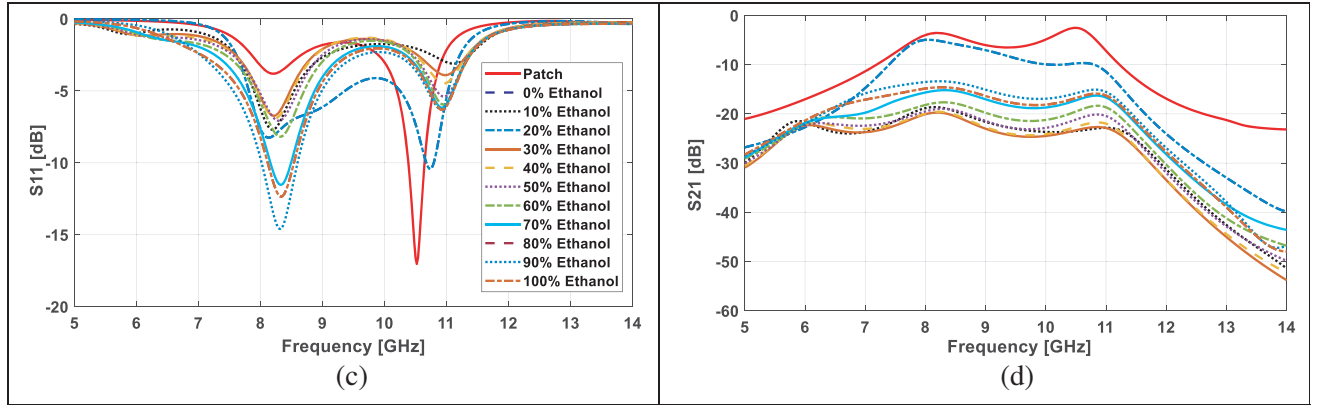 0
-5
-10
-15
-20
S11 [dB]
5 6 7 8 9 10 11 12 13 14
Frequency [GHz]
Patch
0% Ethanol
10% Ethanol
20% Ethanol
30% Ethanol
40% Ethanol
50% Ethanol
60% Ethanol
70% Ethanol
80% Ethanol
90% Ethanol
100% Ethanol
(c)
0
-10
-20
-30
-40
-50
-60
S21 [dB]
5 6 7 8 9 10 11 12 13 14
Frequency [GHz]
(d)